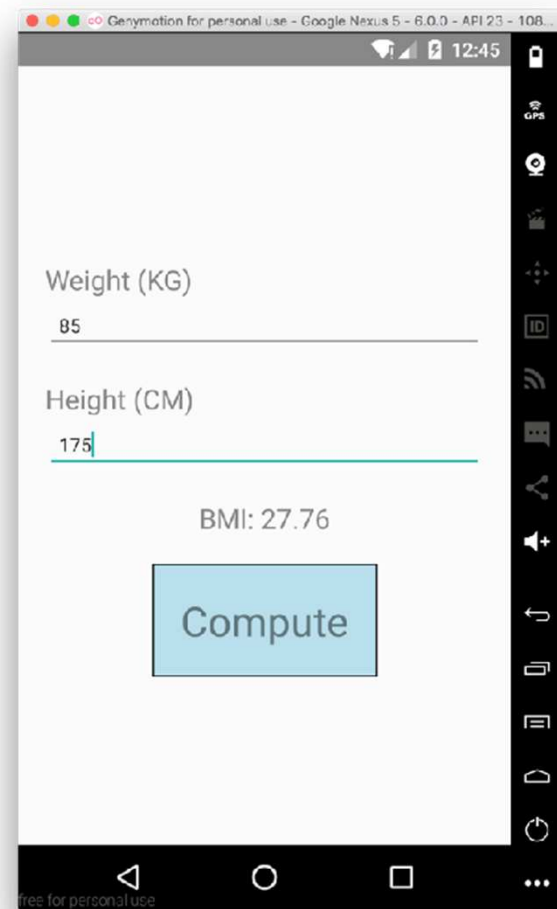 Genymotion for personal use - Google Nexus 5 - 6.0.0 - API 23 - 108...
12:45
GPS
Weight (KG)
85
ID
Height (CM)
175
BMI: 27.76
Compute
free for personal use